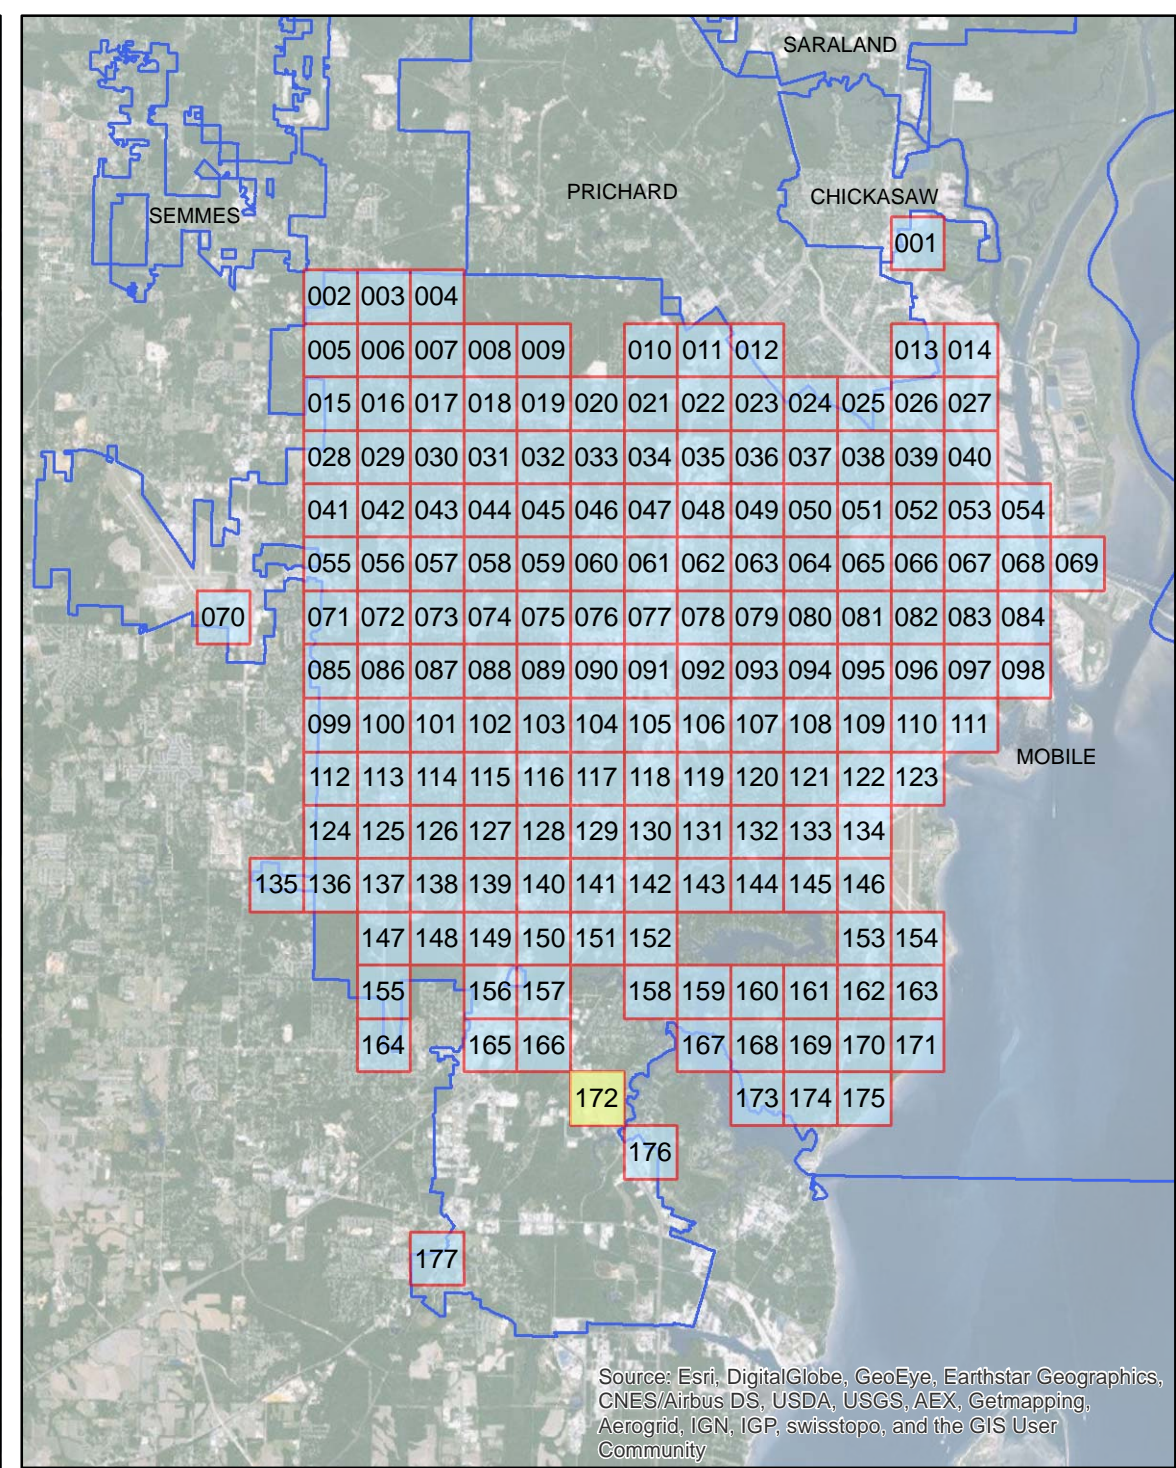 SARALAND
PRICHARD
CHICKASAW
SEMMES
001
002 003 004
005 006 007 008 009 010 011 012 013 014
015 016 017 018 019 020 021 022 023 024 025 026 027
028 029 030 031 032 033 034 035 036 037 038 039 040
041 042 043 044 045 046 047 048 049 050 051 052 053 054
055 056 057 058 059 060 061 062 063 064 065 066 067 068 069
070 071 072 073 074 075 076 077 078 079 080 081 082 083 084
085 086 087 088 089 090 091 092 093 094 095 096 097 098
099 100 101 102 103 104 105 106 107 108 109 110 111
MOBILE
112 113 114 115 116 117 118 119 120 121 122 123
124 125 126 127 128 129 130 131 132 133 134
135 136 137 138 139 140 141 142 143 144 145 146
147 148 149 150 151 152 153 154
155 156 157 158 159 160 161 162 163
164 165 166 167 168 169 170 171
172 173 174 175
176
177
Source: Esri, DigitalGlobe, GeoEye, Earthstar Geographics,
CNES/Airbus DS, USDA, USGS, AEX, Getmapping,
Aerogrid, IGN, IGP, swisstopo, and the GIS User
Community